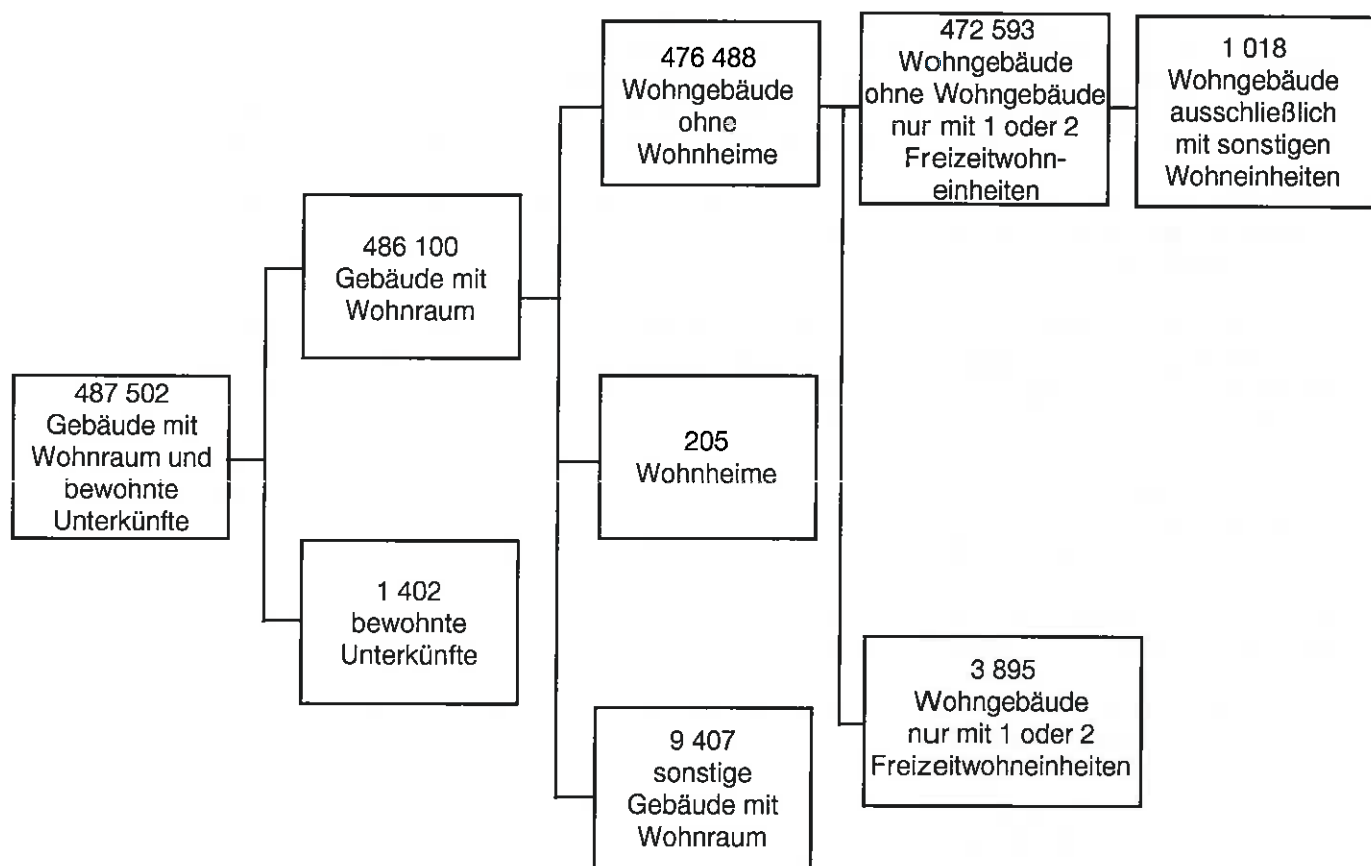 487 502
Gebäude mit
Wohnraum und
bewohnte
Unterkünfte
486 100
Gebäude mit
Wohnraum
1 402
bewohnte
Unterkünfte
476 488
Wohngebäude
ohne
Wohnheime
205
Wohnheime
9 407
sonstige
Gebäude mit
Wohnraum
472 593
Wohngebäude
ohne Wohngebäude
nur mit 1 oder 2
Freizeitwohn-
einheiten
3 895
Wohngebäude
nur mit 1 oder 2
Freizeitwohneinheiten
1 018
Wohngebäude
ausschließlich
mit sonstigen
Wohneinheiten